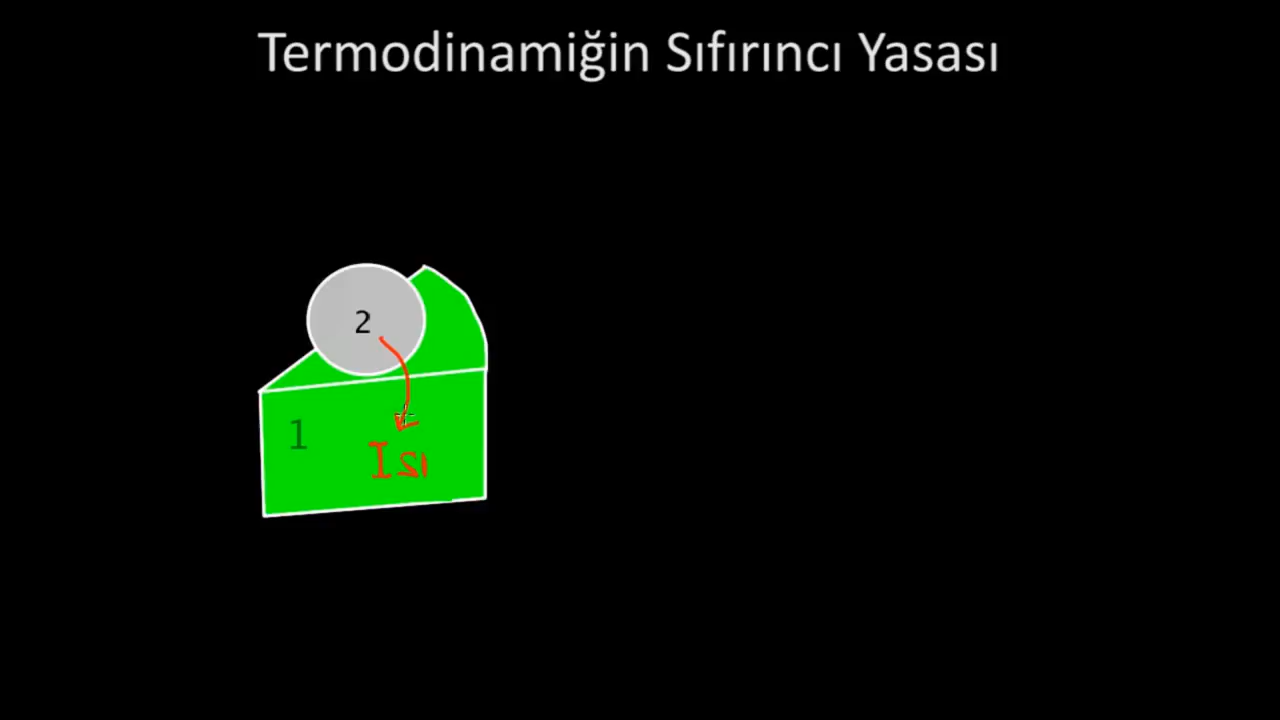 Termodinamiğin Sıfırıncı Yasası
2
1
Isı